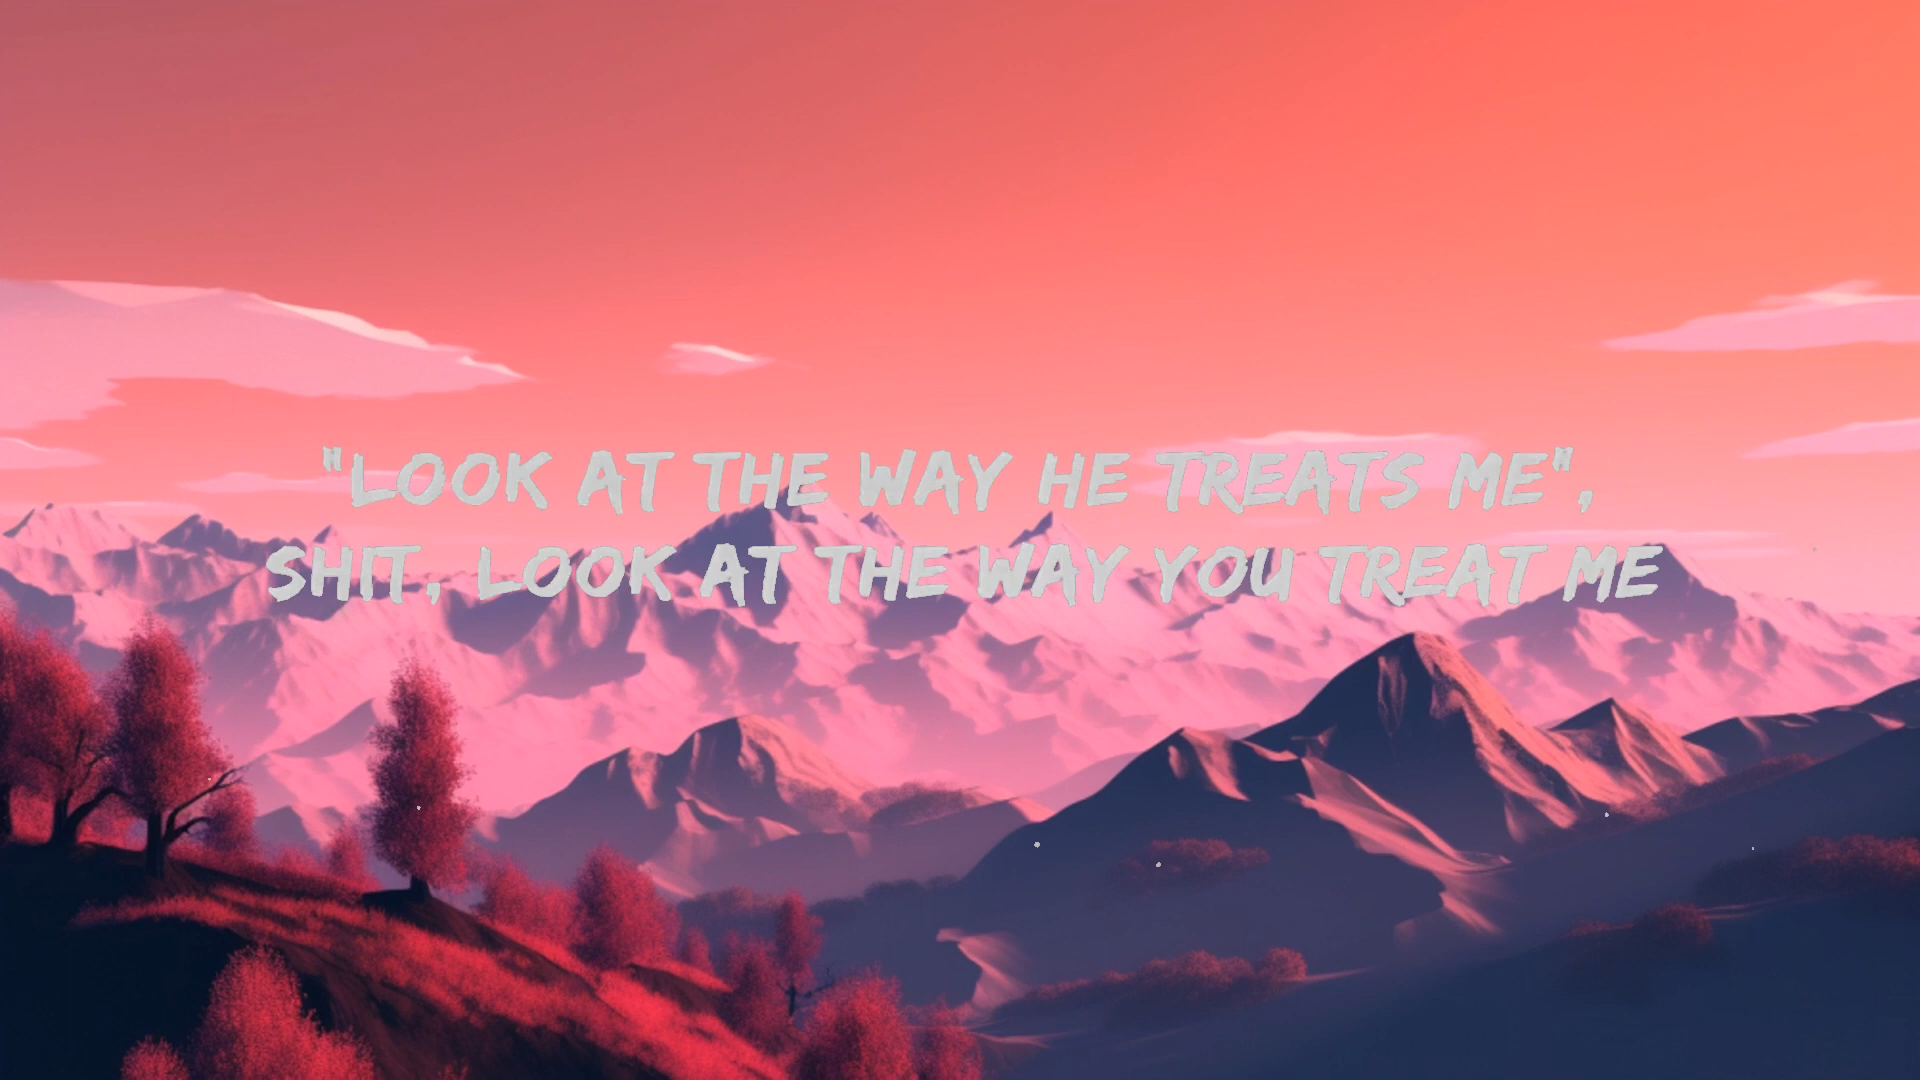 "LOOK AT THE WAY HE TREATS ME",
SHIT, LOOK AT THE WAY YOU TREAT ME